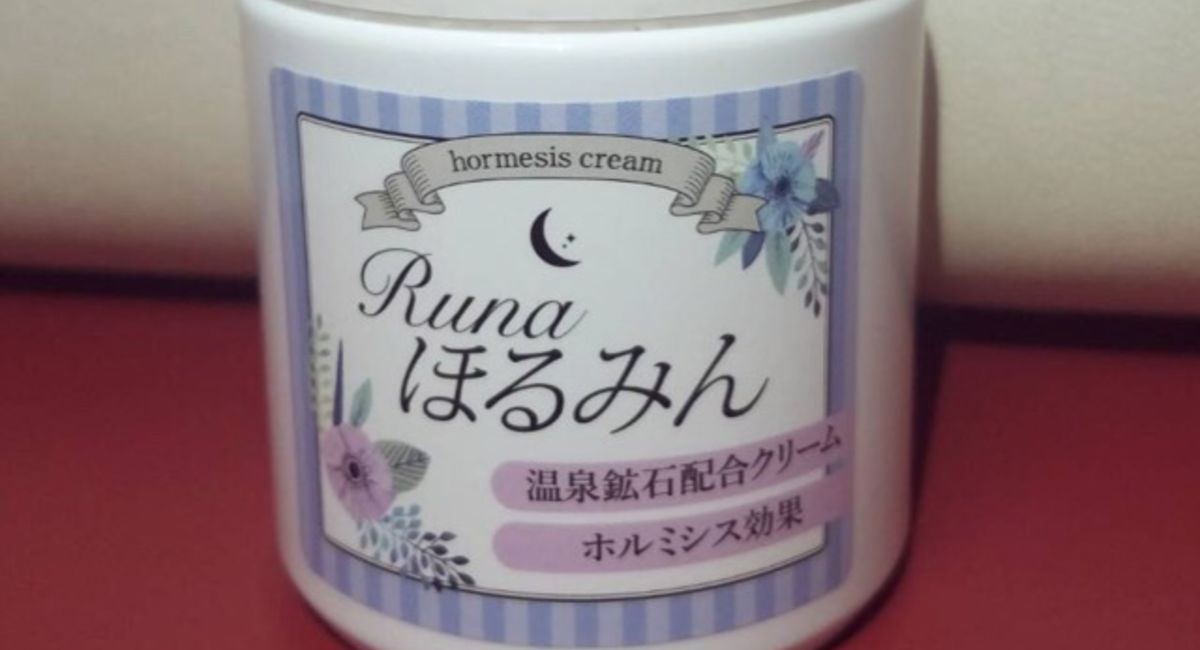 hormesis cream
Runa
ほるみん
温泉鉱石配合クリーム
ホルミシス効果